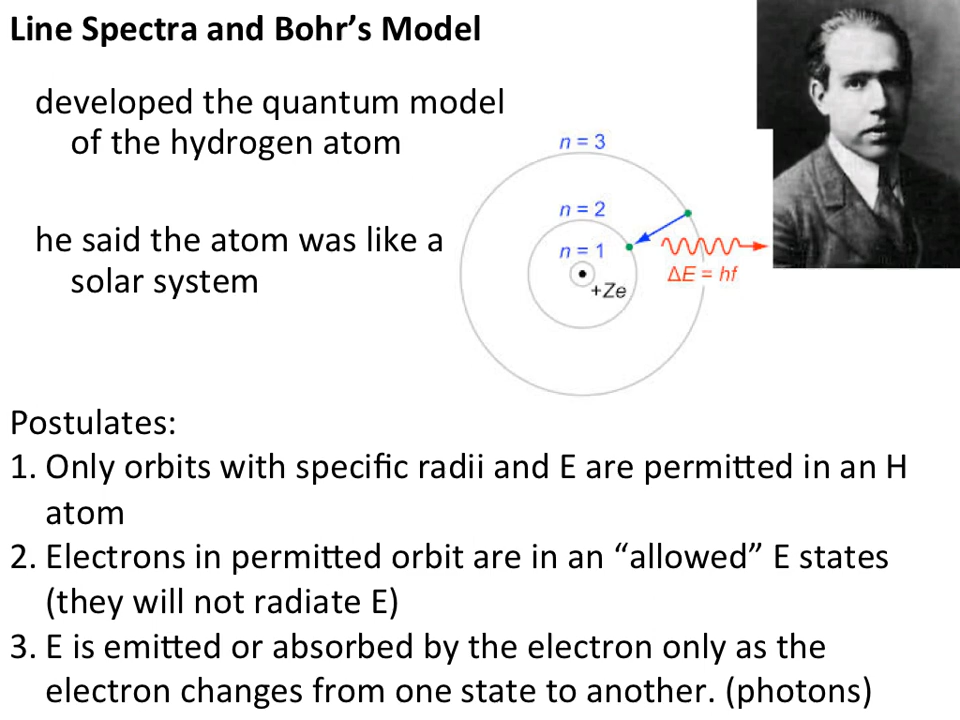 Line Spectra and Bohr’s Model
developed the quantum model
of the hydrogen atom
n = 3
n = 2
he said the atom was like a
n = 1
solar system
ΔE = hf
+Ze
Postulates:
1. Only orbits with specific radii and E are permitted in an H
atom
2. Electrons in permitted orbit are in an “allowed” E states
(they will not radiate E)
3. E is emitted or absorbed by the electron only as the
electron changes from one state to another. (photons)